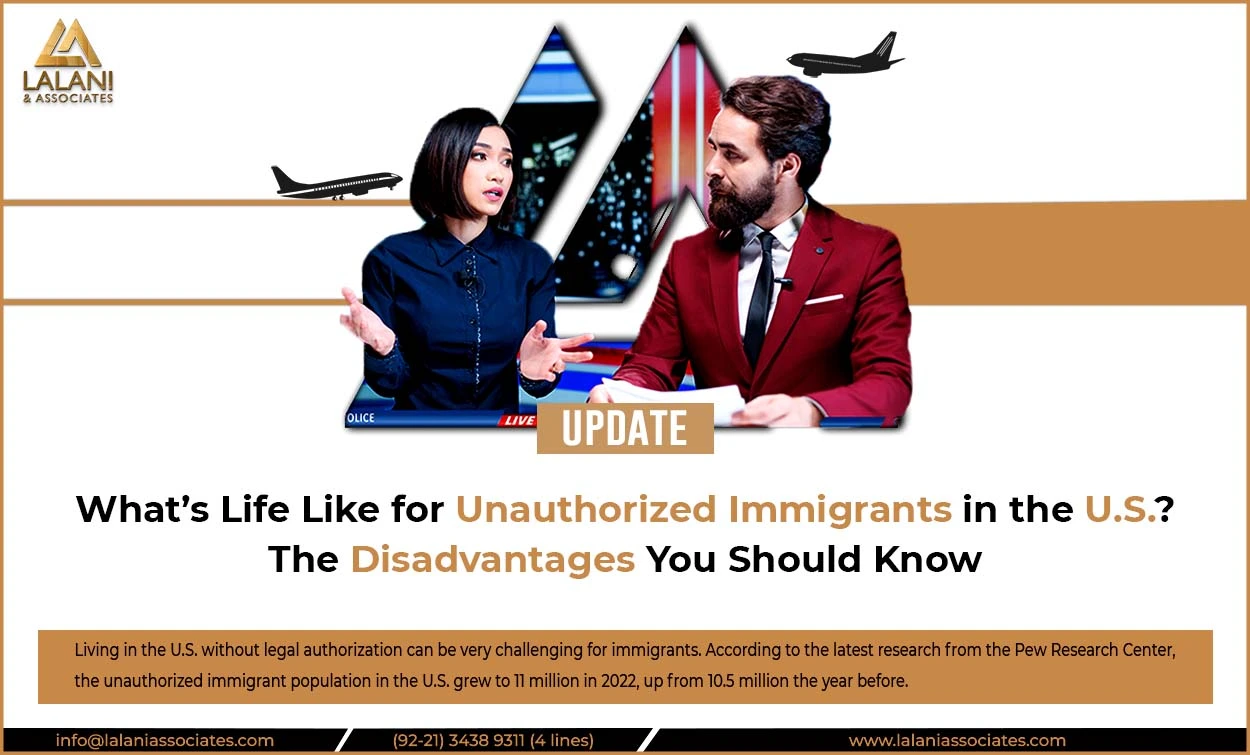 LALANI
& ASSOCIATES
OLICE
LIVE
UPDATE
What's Life Like for Unauthorized Immigrants in the U.S.?
The Disadvantages You Should Know
Living in the U.S. without legal authorization can be very challenging for immigrants. According to the latest research from the Pew Research Center,
the unauthorized immigrant population in the U.S. grew to 11 million in 2022, up from 10.5 million the year before.
info@lalaniassociates.com
(92-21) 3438 9311 (4 lines)
www.lalaniassociates.com